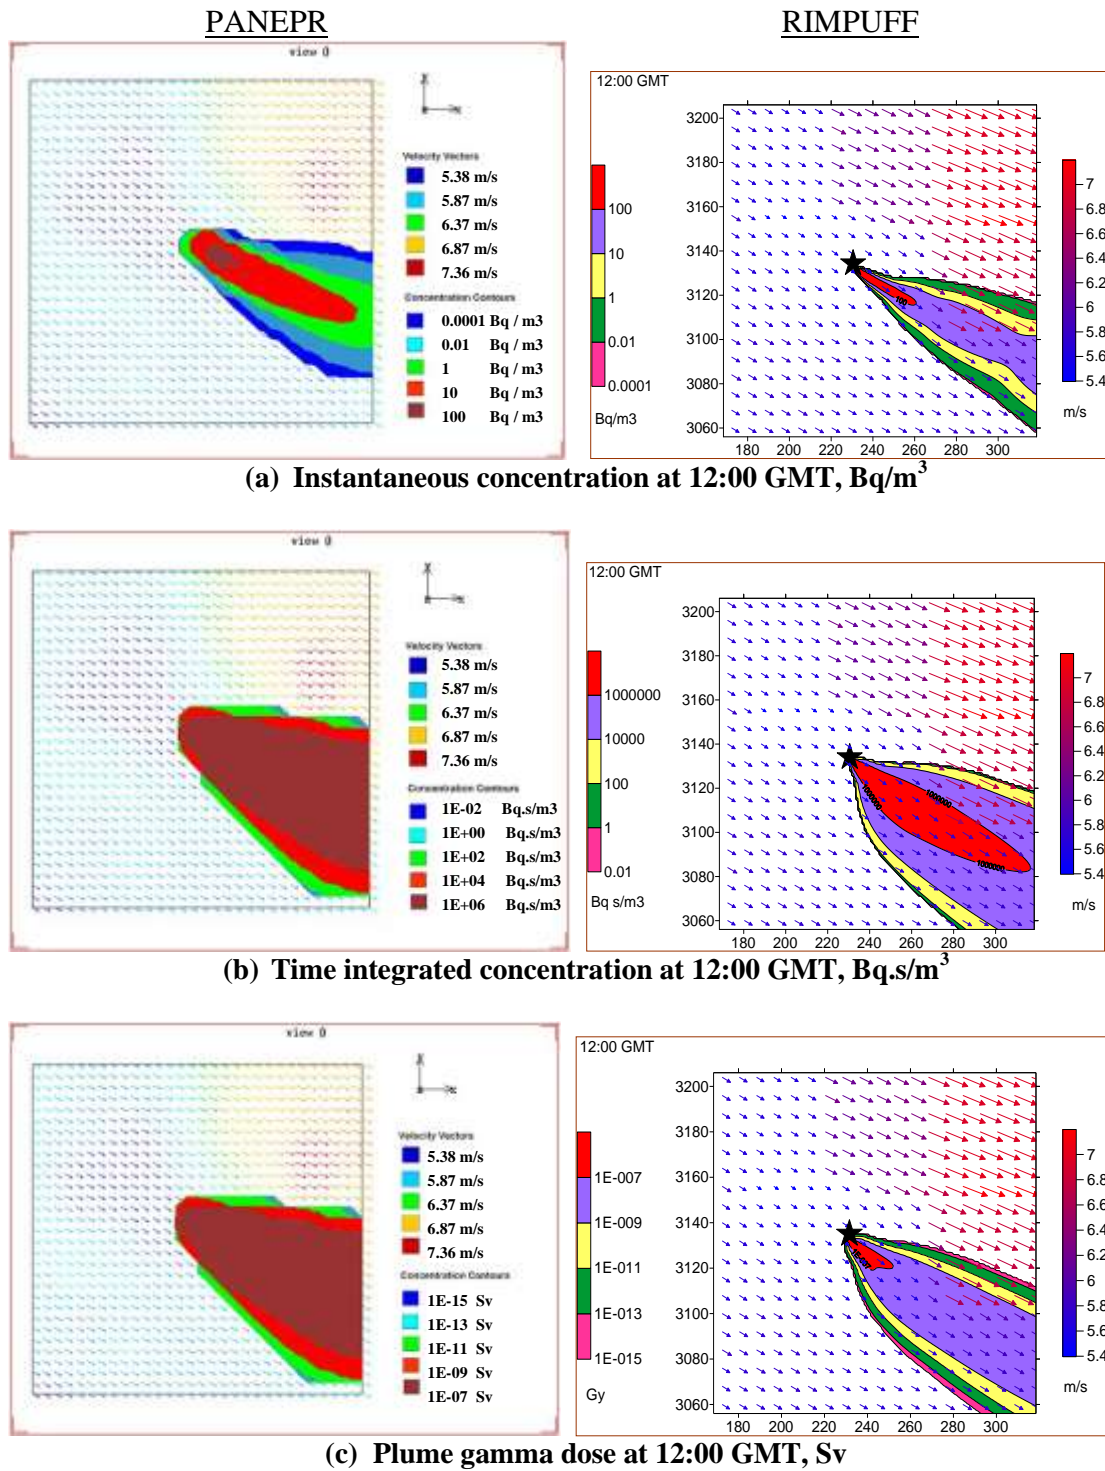 PANEPR
RIMPUFF
view 0
Y
x
Velocity Vectors
5.38 m/s
5.87 m/s
6.37 m/s
6.87 m/s
7.36 m/s
Concentration Contours
0.0001 Bq / m3
0.01 Bq / m3
1 Bq / m3
10 Bq / m3
100 Bq / m3
12:00 GMT
100
10
1
0.01
0.0001
Bq/m3
3200
3180
3160
3140
3120
3100
3080
3060
180 200 220 240 260 280 300
100
7
6.8
6.6
6.4
6.2
6
5.8
5.6
5.4
m/s
(a) Instantaneous concentration at 12:00 GMT, Bq/m3
view 0
Y
x
Velocity Vectors
5.38 m/s
5.87 m/s
6.37 m/s
6.87 m/s
7.36 m/s
Concentration Contours
1E-02 Bq.s/m3
1E+00 Bq.s/m3
1E+02 Bq.s/m3
1E+04 Bq.s/m3
1E+06 Bq.s/m3
12:00 GMT
1000000
10000
100
1
0.01
Bq s/m3
3200
3180
3160
3140
3120
3100
3080
3060
180 200 220 240 260 280 300
1000000
1000000
1000000
7
6.8
6.6
6.4
6.2
6
5.8
5.6
5.4
m/s
(b) Time integrated concentration at 12:00 GMT, Bq.s/m3
view 0
Y
x
Velocity Vectors
5.38 m/s
5.87 m/s
6.37 m/s
6.87 m/s
7.36 m/s
Concentration Contours
1E-15 Sv
1E-13 Sv
1E-11 Sv
1E-09 Sv
1E-07 Sv
12:00 GMT
1E-007
1E-009
1E-011
1E-013
1E-015
Gy
3200
3180
3160
3140
3120
3100
3080
3060
180 200 220 240 260 280 300
1E-007
7
6.8
6.6
6.4
6.2
6
5.8
5.6
5.4
m/s
(c) Plume gamma dose at 12:00 GMT, Sv